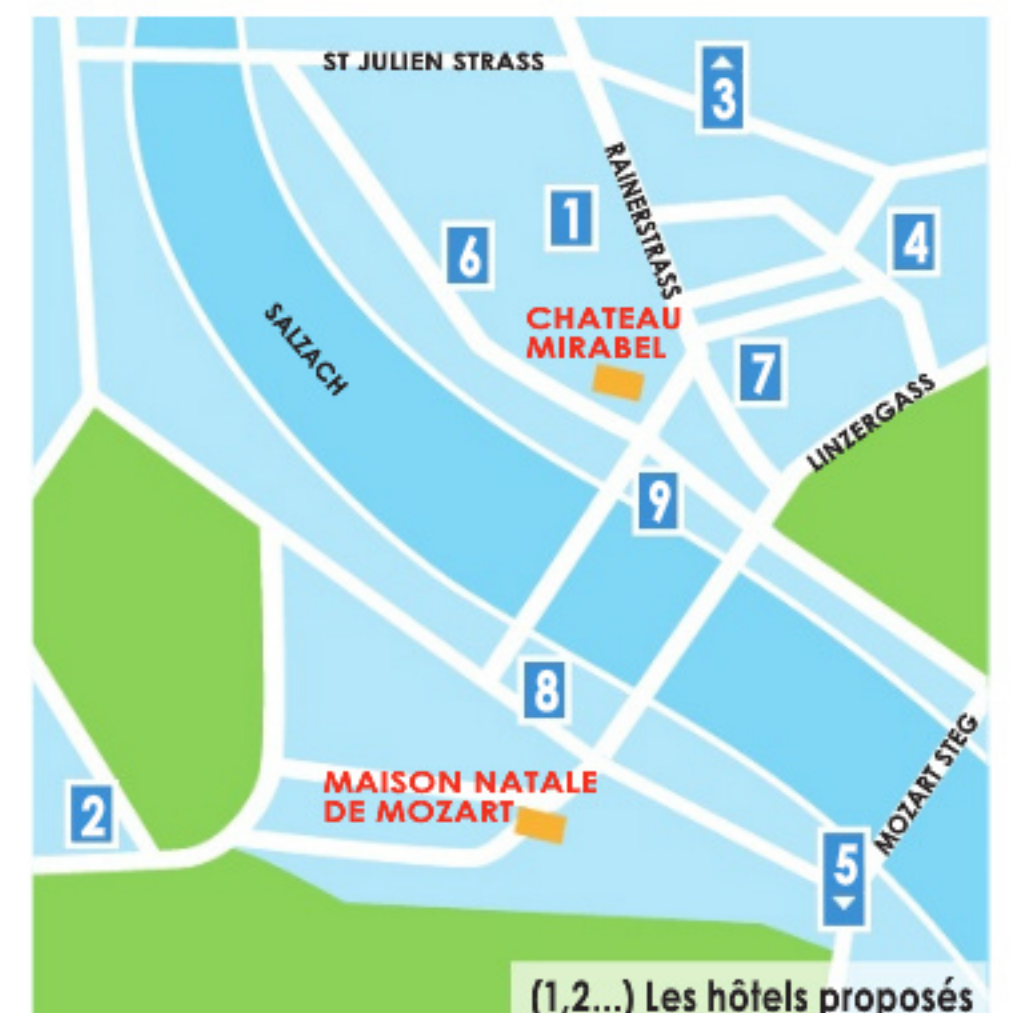 ST JULIEN STRASS
3
RAINERSTRASS
1
6
4
SALZACH
CHATEAU
MIRABEL
7
LINZERGASS
9
8
MAISON NATALE
DE MOZART
2
MOZART STEG
5
(1,2...) Les hôtels proposés